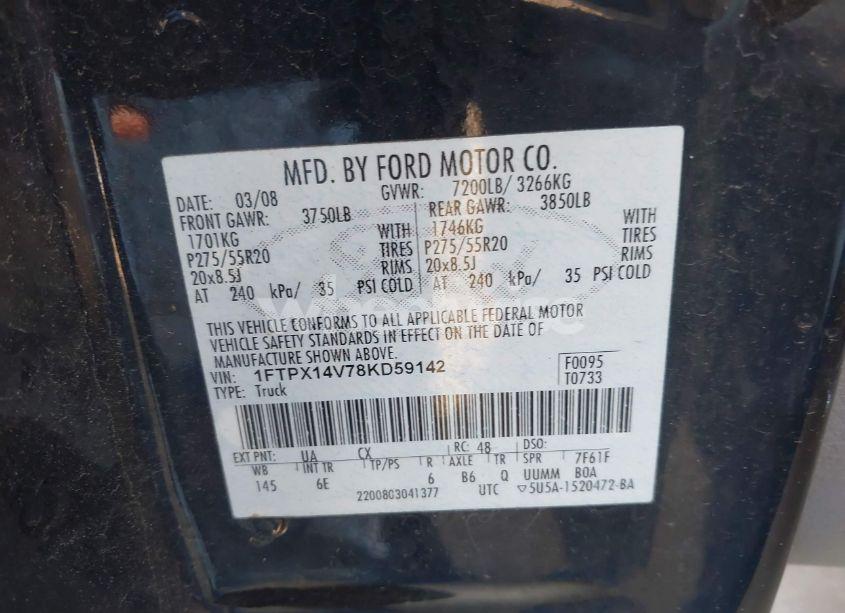 MFD. BY FORD MOTOR CO.
DATE: 03/08 GVWR: 7200LB/ 3266KG
FRONT GAWR: 3750LB REAR GAWR: 3850LB
1701KG WITH 1746KG WITH
P275/55R20 TIRES P275/55R20 TIRES
20x8.5J RIMS 20x8.5J RIMS
AT 240 kPa/ 35 PSI COLD AT 240 kPa/ 35 PSI COLD
THIS VEHICLE CONFORMS TO ALL APPLICABLE FEDERAL MOTOR
VEHICLE SAFETY STANDARDS IN EFFECT ON THE DATE OF
MANUFACTURE SHOWN ABOVE.
VIN: 1FTPX14V78KD59142 F0095
TYPE: Truck T0733
EXT PNT: UA CX RC: 48 DSO:
WB INT TR TP/PS R AXLE TR SPR 7F61F
145 6E 6 B6 Q UUMM B0A
2200803041377 UTC ▽5U5A-1520472-BA